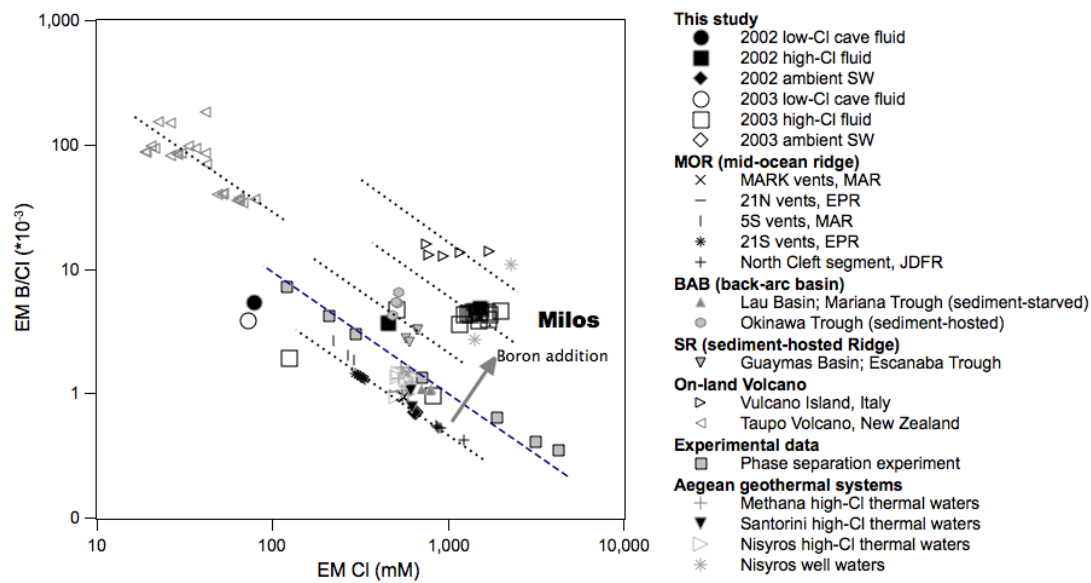 1,000
100
10
1
0
10
100
1,000
10,000
EM B/Cl (*10-3)
EM Cl (mM)
Milos
Boron addition
This study
2002 low-Cl cave fluid
2002 high-Cl fluid
2002 ambient SW
2003 low-Cl cave fluid
2003 high-Cl fluid
2003 ambient SW
MOR (mid-ocean ridge)
MARK vents, MAR
21N vents, EPR
5S vents, MAR
21S vents, EPR
North Cleft segment, JDFR
BAB (back-arc basin)
Lau Basin; Mariana Trough (sediment-starved)
Okinawa Trough (sediment-hosted)
SR (sediment-hosted Ridge)
Guaymas Basin; Escanaba Trough
On-land Volcano
Vulcano Island, Italy
Taupo Volcano, New Zealand
Experimental data
Phase separation experiment
Aegean geothermal systems
Methana high-Cl thermal waters
Santorini high-Cl thermal waters
Nisyros high-Cl thermal waters
Nisyros well waters